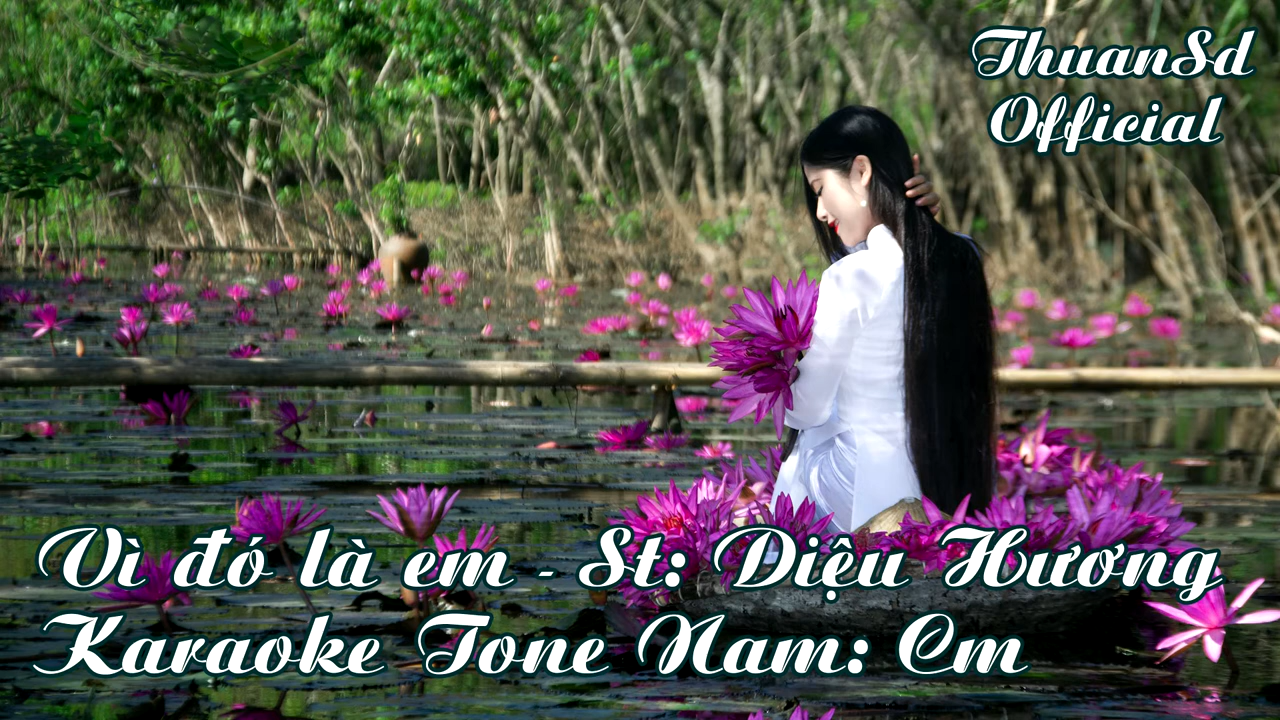 ThuanSd
Official
Vì đó là em - St: Diệu Hương
Karaoke Tone Nam: Cm